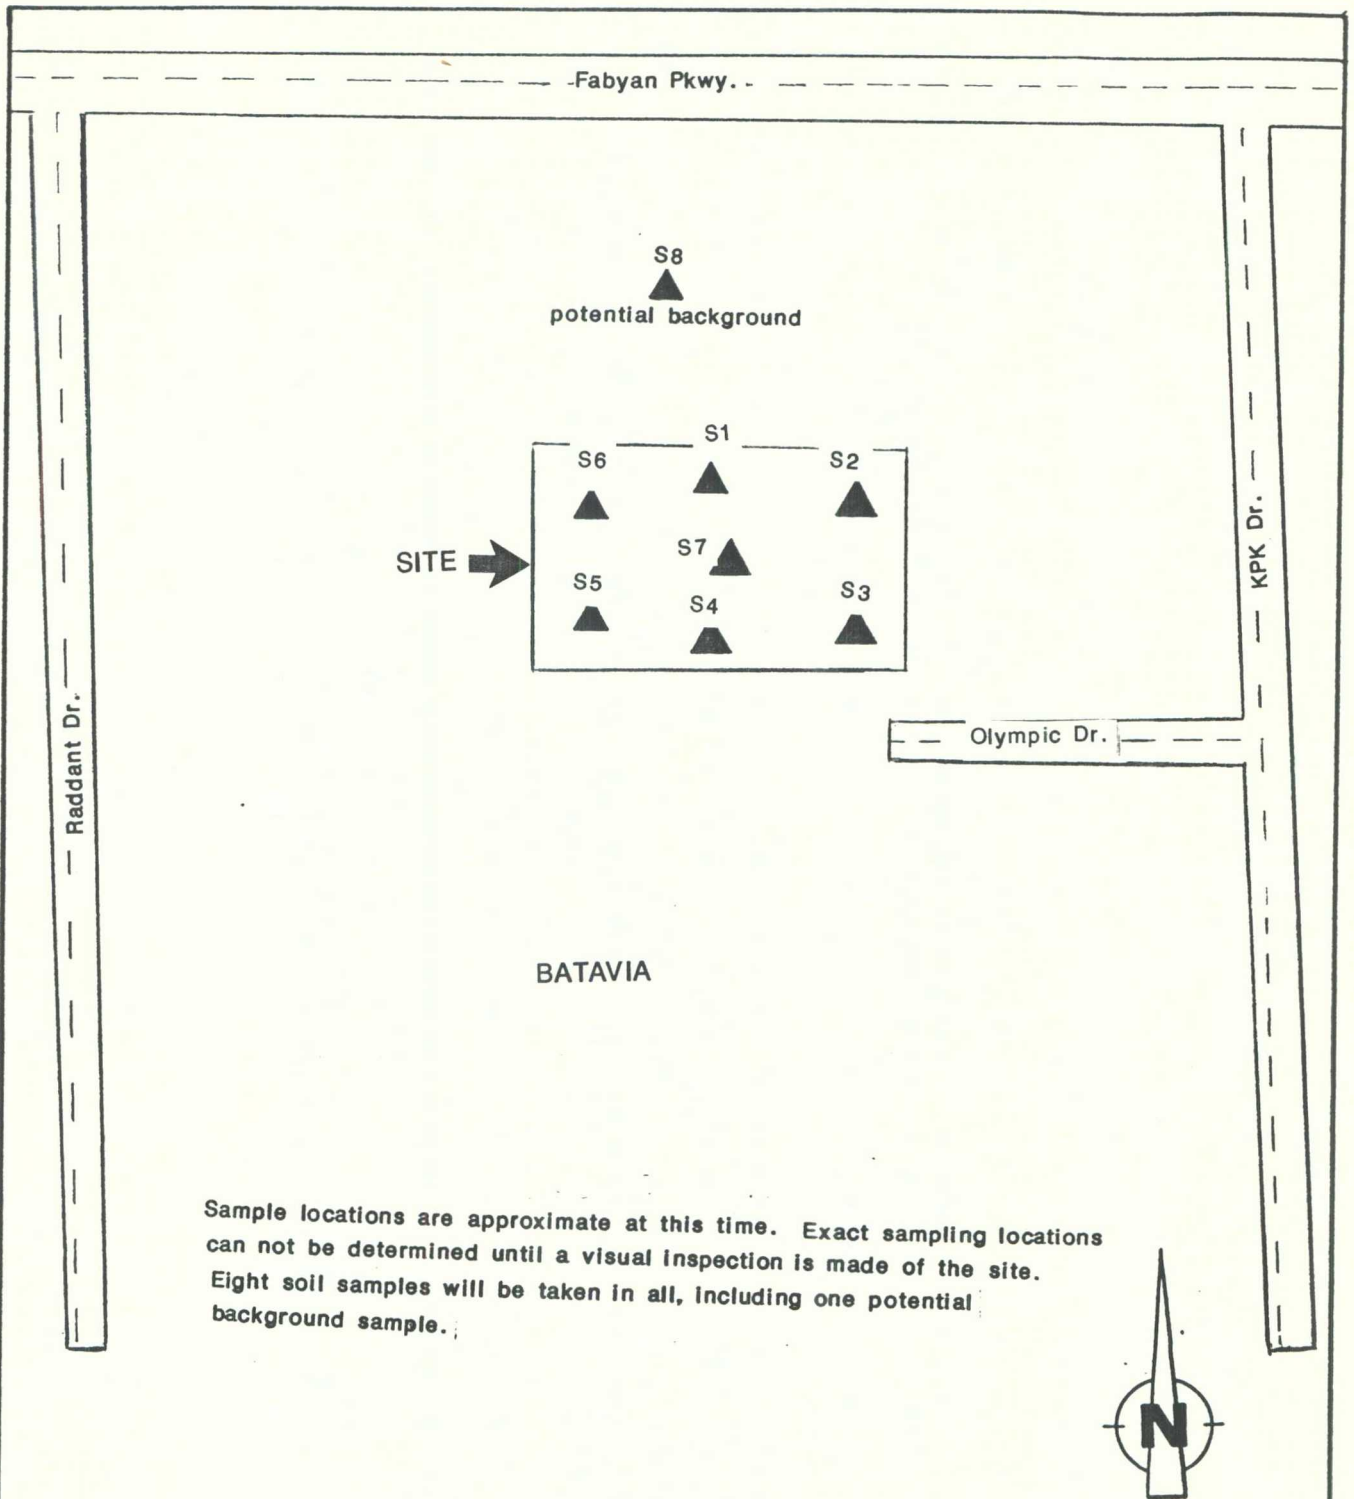 Fabyan Pkwy.
S8
potential background
S1
S6
S2
SITE
S7
S5
S4
S3
KPK Dr.
Raddant Dr.
Olympic Dr.
BATAVIA
Sample locations are approximate at this time. Exact sampling locations
can not be determined until a visual inspection is made of the site.
Eight soil samples will be taken in all, including one potential
background sample.
N